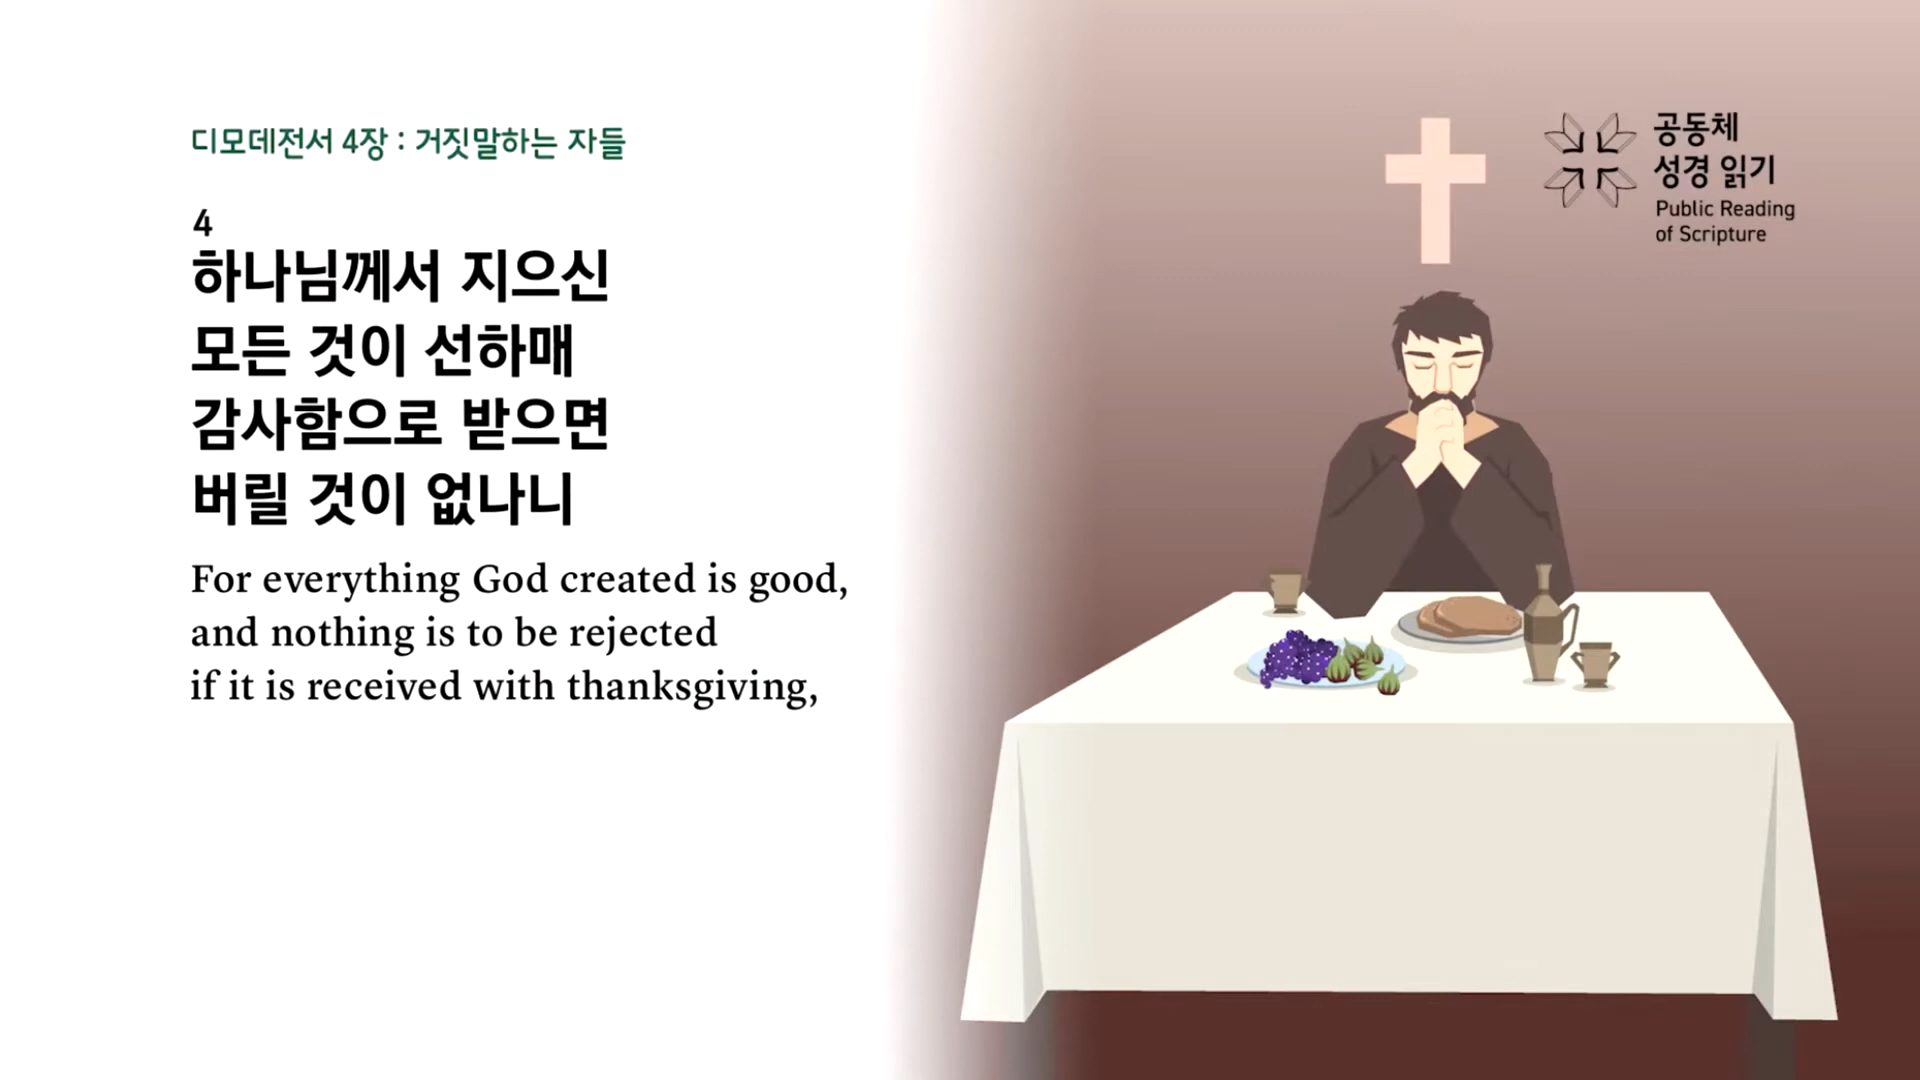 디모데전서 4장 : 거짓말하는 자들
4
하나님께서 지으신
모든 것이 선하매
감사함으로 받으면
버릴 것이 없나니
For everything God created is good,
and nothing is to be rejected
if it is received with thanksgiving,
공동체
성경 읽기
Public Reading
of Scripture